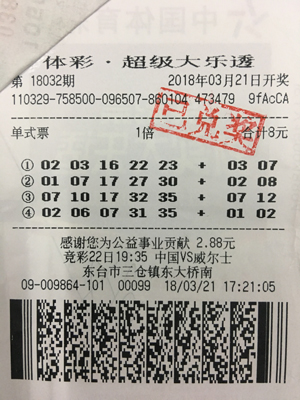 体彩·超级大乐透
第 18032期 2018年03月21日开奖
110329-758500-096507-860104 473479 9fAcCA
已兑奖
单式票 1倍 合计8元
① 02 03 16 22 23 + 03 07
② 01 07 17 27 30 + 02 08
③ 07 10 17 32 35 + 07 12
④ 02 06 07 31 35 + 01 02
感谢您为公益事业贡献 2.88元
竞彩22日19:35 中国VS威尔士
东台市三仓镇东大桥南
09-009864-101 00099 18/03/21 17:21:05